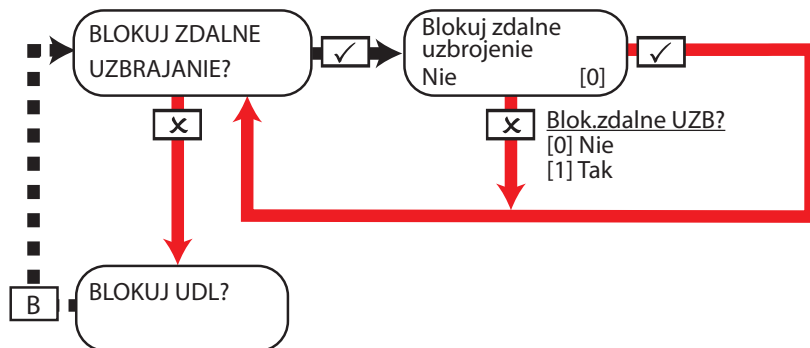 BLOKUJ ZDALNE
UZBRAJANIE?
✓
Blokuj zdalne
uzbrojenie
Nie [0]
✓
x
x
Blok.zdalne UZB?
[0] Nie
[1] Tak
BLOKUJ UDL?
B